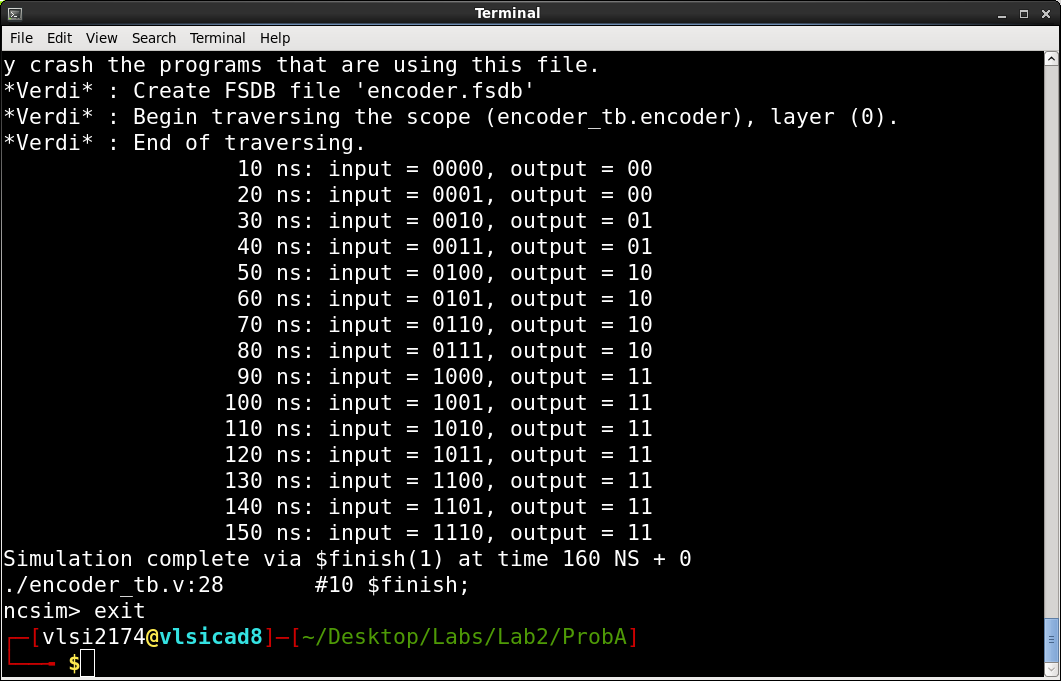 Terminal
File Edit View Search Terminal Help
y crash the programs that are using this file.
*Verdi* : Create FSDB file 'encoder.fsdb'
*Verdi* : Begin traversing the scope (encoder_tb.encoder), layer (0).
*Verdi* : End of traversing.
10 ns: input = 0000, output = 00
20 ns: input = 0001, output = 00
30 ns: input = 0010, output = 01
40 ns: input = 0011, output = 01
50 ns: input = 0100, output = 10
60 ns: input = 0101, output = 10
70 ns: input = 0110, output = 10
80 ns: input = 0111, output = 10
90 ns: input = 1000, output = 11
100 ns: input = 1001, output = 11
110 ns: input = 1010, output = 11
120 ns: input = 1011, output = 11
130 ns: input = 1100, output = 11
140 ns: input = 1101, output = 11
150 ns: input = 1110, output = 11
Simulation complete via $finish(1) at time 160 NS + 0
./encoder_tb.v:28       #10 $finish;
ncsim> exit
┌─[vlsi2174@vlsicad8]─[~/Desktop/Labs/Lab2/ProbA]
└──╼ $